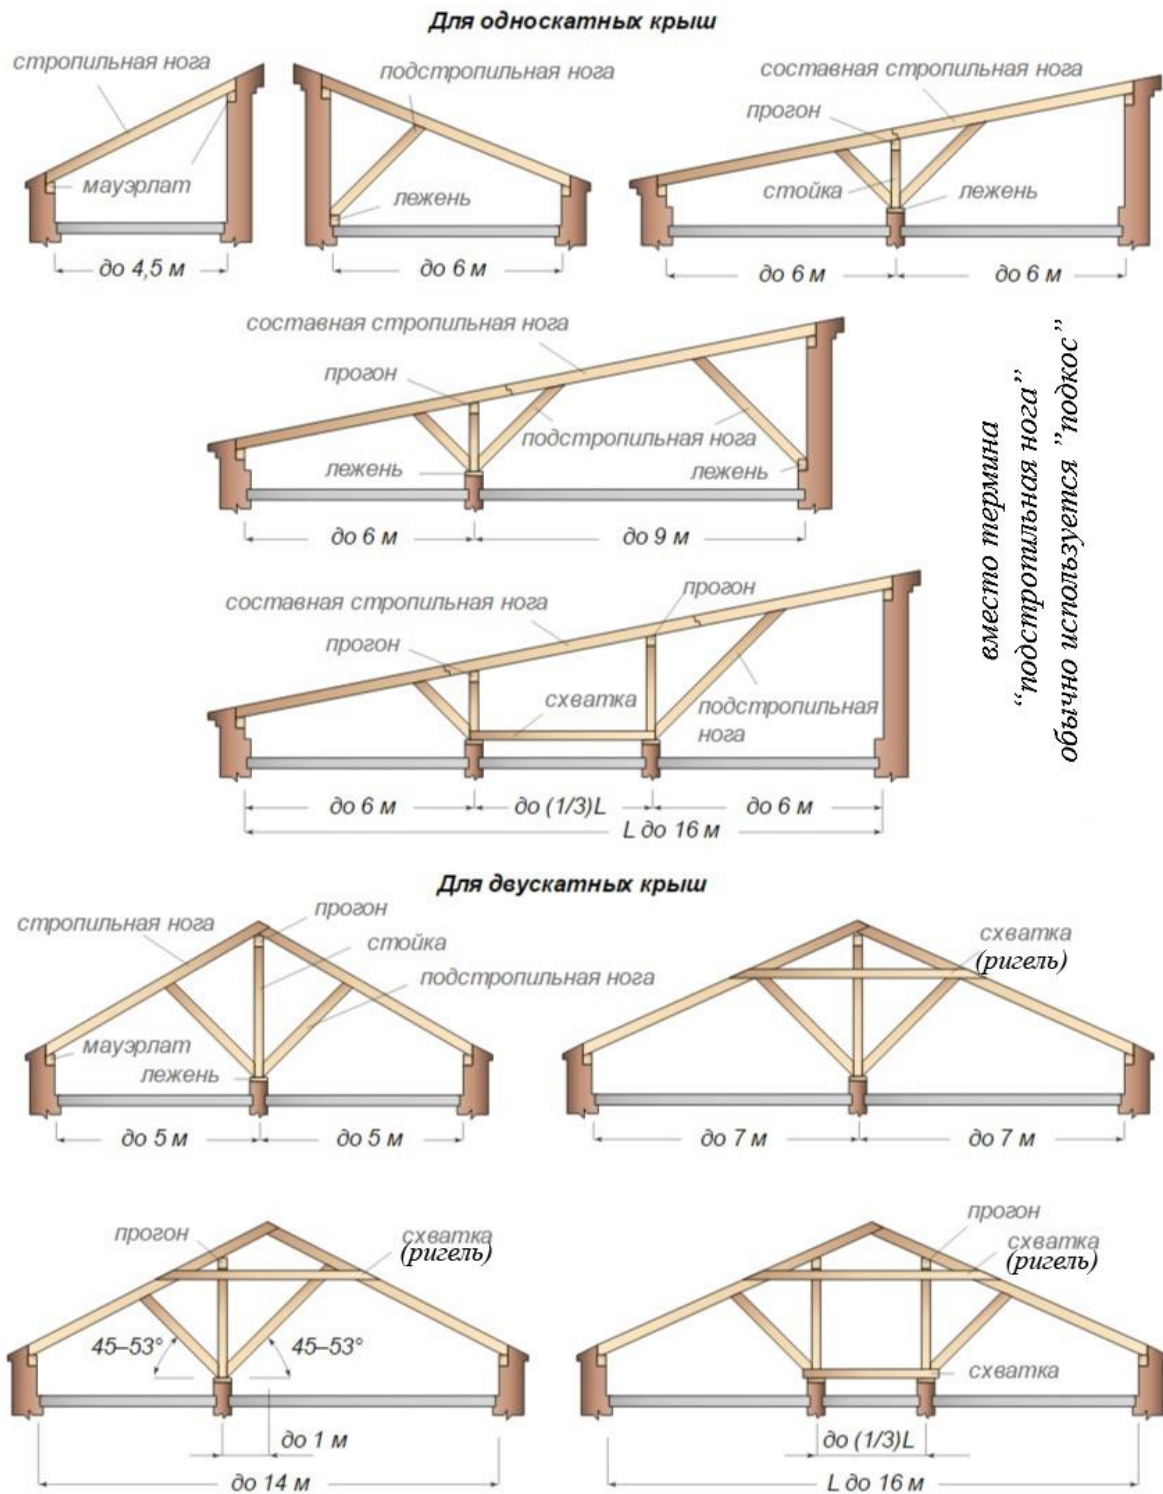 Для односкатных крыш
стропильная нога
мауэрлат
до 4,5 м
подстропильная нога
лежень
до 6 м
составная стропильная нога
прогон
стойка
лежень
до 6 м
до 6 м
составная стропильная нога
прогон
подстропильная нога
лежень
лежень
до 6 м
до 9 м
вместо термина
“подстропильная нога”
обычно используется ”подкос”
составная стропильная нога
прогон
прогон
схватка
подстропильная
нога
до 6 м
до (1/3)L
до 6 м
L до 16 м
Для двускатных крыш
стропильная нога
прогон
стойка
подстропильная нога
мауэрлат
лежень
до 5 м
до 5 м
схватка
(ригель)
до 7 м
до 7 м
прогон
схватка
(ригель)
45–53°
45–53°
до 1 м
до 14 м
прогон
схватка
(ригель)
схватка
до (1/3)L
L до 16 м